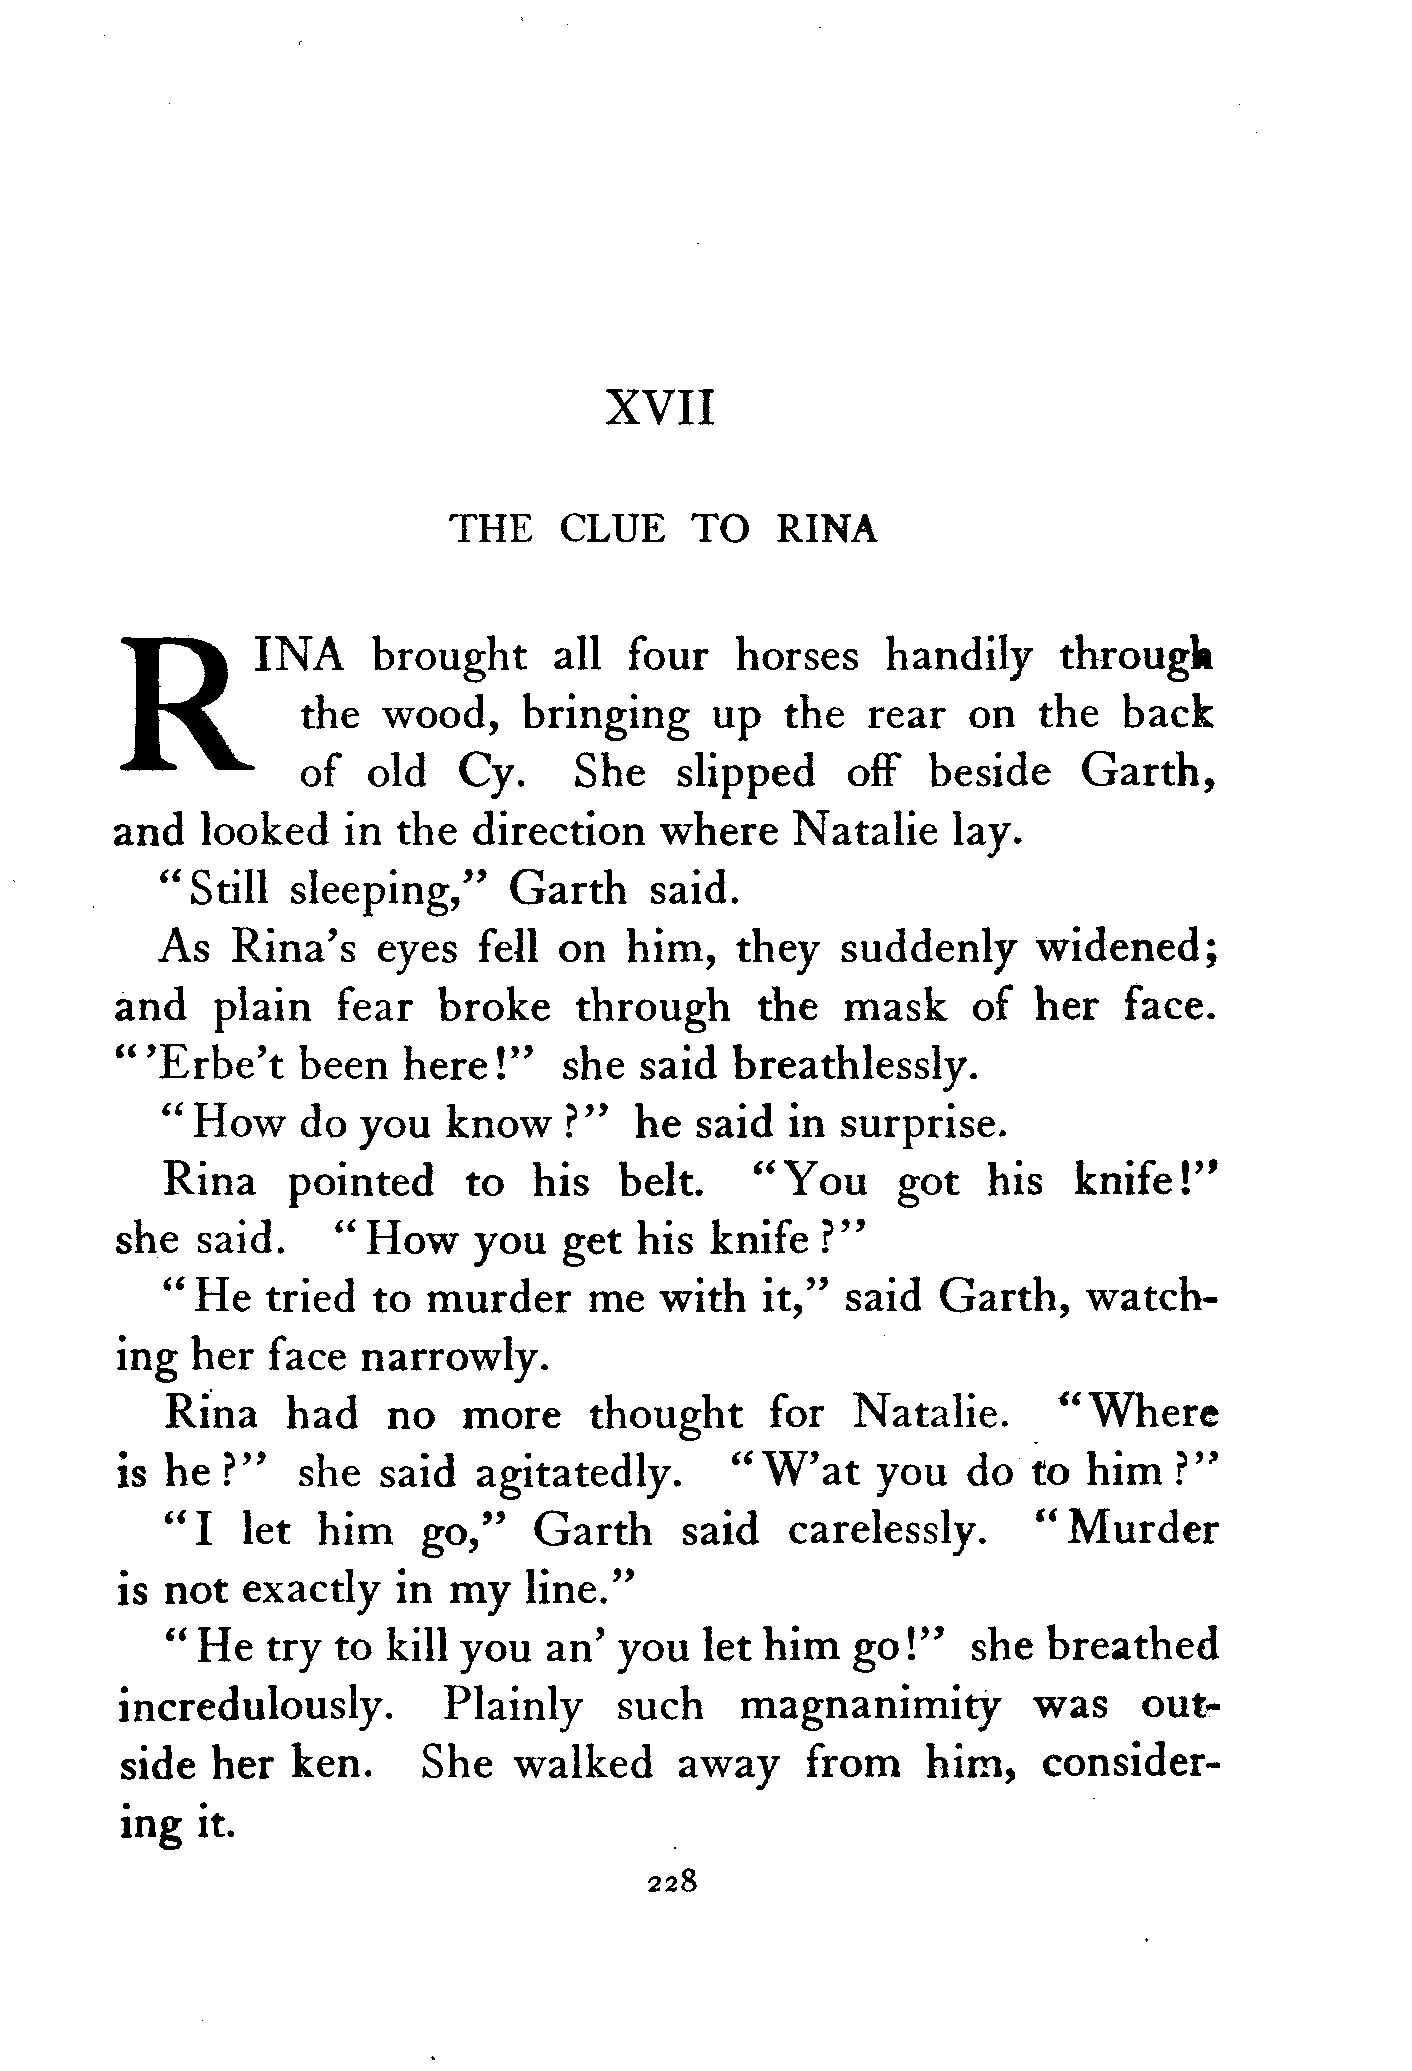 XVII
THE CLUE TO RINA
RINA brought all four horses handily through
the wood, bringing up the rear on the back
of old Cy. She slipped off beside Garth,
and looked in the direction where Natalie lay.
"Still sleeping," Garth said.
As Rina's eyes fell on him, they suddenly widened;
and plain fear broke through the mask of her face.
"'Erbe't been here!" she said breathlessly.
"How do you know?" he said in surprise.
Rina pointed to his belt. "You got his knife!"
she said. "How you get his knife?"
"He tried to murder me with it," said Garth, watch-
ing her face narrowly.
Rina had no more thought for Natalie. "Where
is he?" she said agitatedly. "W'at you do to him?"
"I let him go," Garth said carelessly. "Murder
is not exactly in my line."
"He try to kill you an' you let him go!" she breathed
incredulously. Plainly such magnanimity was out-
side her ken. She walked away from him, consider-
ing it.
228